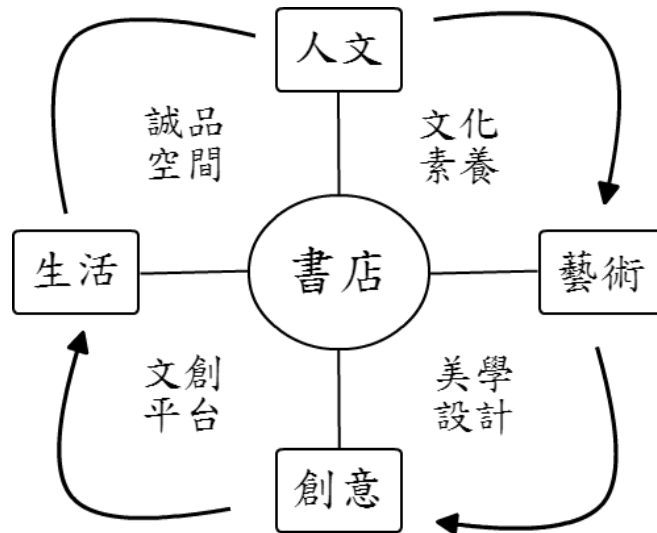 人文
誠品
空間
文化
素養
生活
書店
藝術
文創
平台
美學
設計
創意